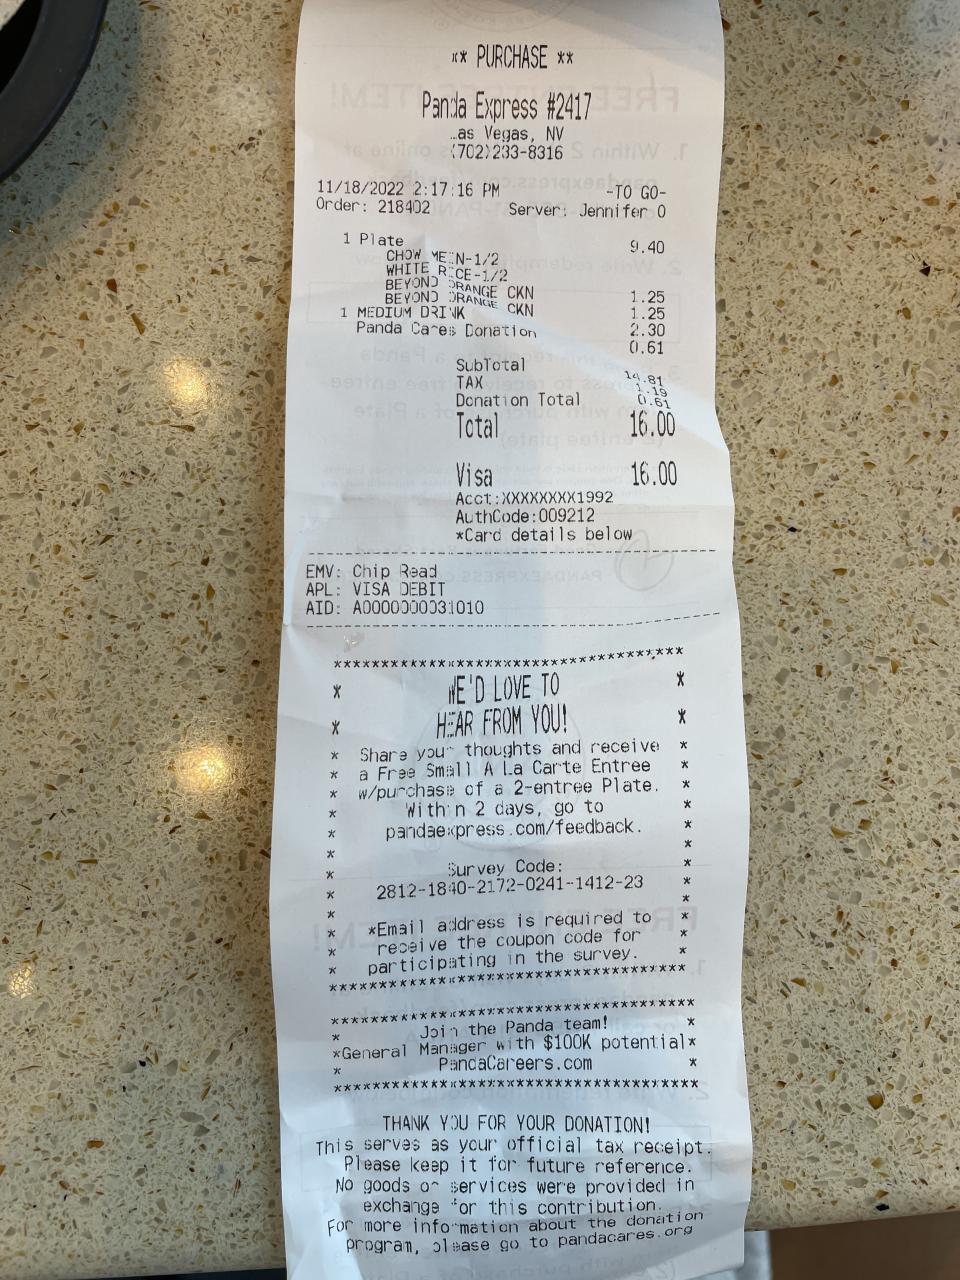 ** PURCHASE **
Panda Express #2417
Las Vegas, NV
(702)233-8316
11/18/2022 2:17:16 PM -TO GO-
Order: 218402 Server: Jennifer O
1 Plate 9.40
CHOW MEIN-1/2
WHITE RICE-1/2
BEYOND ORANGE CKN 1.25
BEYOND ORANGE CKN 1.25
1 MEDIUM DRINK 2.30
Panda Cares Donation 0.61
SubTotal 14.81
TAX 1.19
Donation Total 0.61
Total 16.00
Visa 16.00
Acct:XXXXXXXX1992
AuthCode:009212
*Card details below
EMV: Chip Read
APL: VISA DEBIT
AID: A0000000031010
************************************
* WE'D LOVE TO *
* HEAR FROM YOU! *
* Share your thoughts and receive *
* a Free Small A La Carte Entree *
* w/purchase of a 2-entree Plate. *
* Within 2 days, go to *
* pandaexpress.com/feedback. *
* *
* Survey Code: *
* 2812-1840-2172-0241-1412-23 *
* *
* *Email address is required to *
* receive the coupon code for *
* participating in the survey. *
************************************
************************************
* Join the Panda team! *
*General Manager with $100K potential*
* PandaCareers.com *
************************************
THANK YOU FOR YOUR DONATION!
This serves as your official tax receipt.
Please keep it for future reference.
No goods or services were provided in
exchange for this contribution.
For more information about the donation
program, please go to pandacares.org